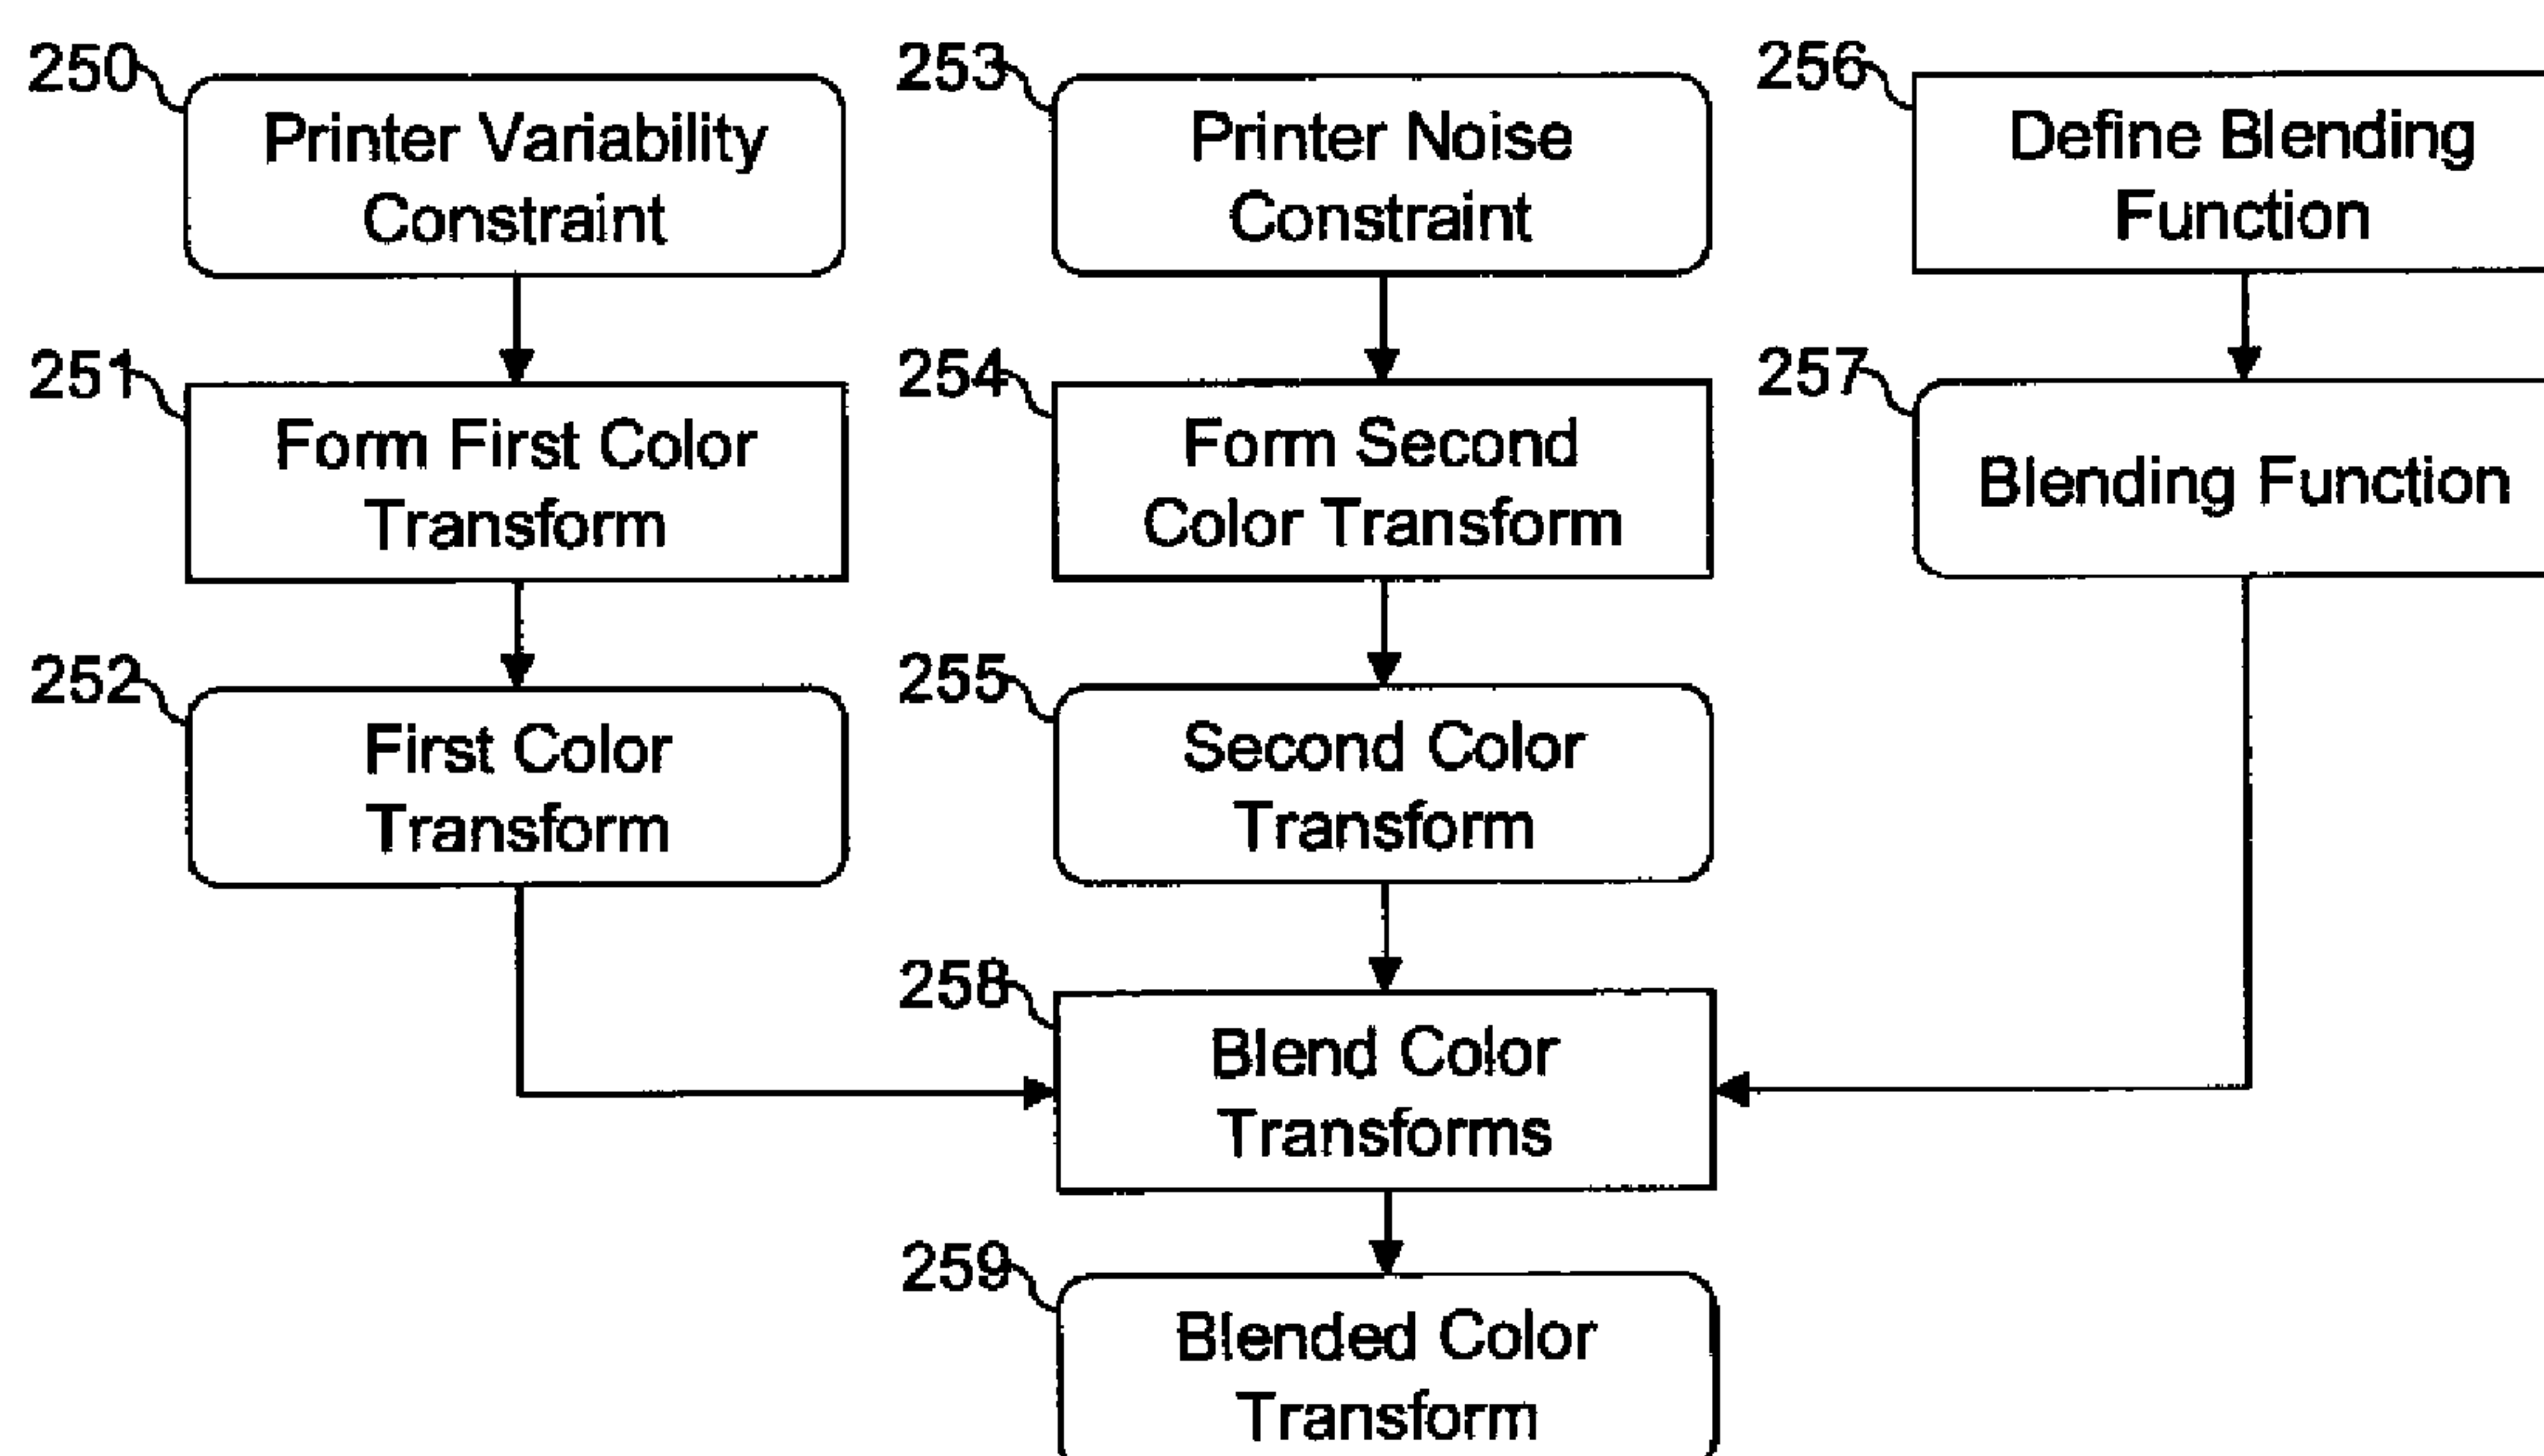 250
Printer Variability
Constraint
253
Printer Noise
Constraint
256
Define Blending
Function
251
Form First Color
Transform
254
Form Second
Color Transform
257
Blending Function
252
First Color
Transform
255
Second Color
Transform
258
Blend Color
Transforms
259
Blended Color
Transform